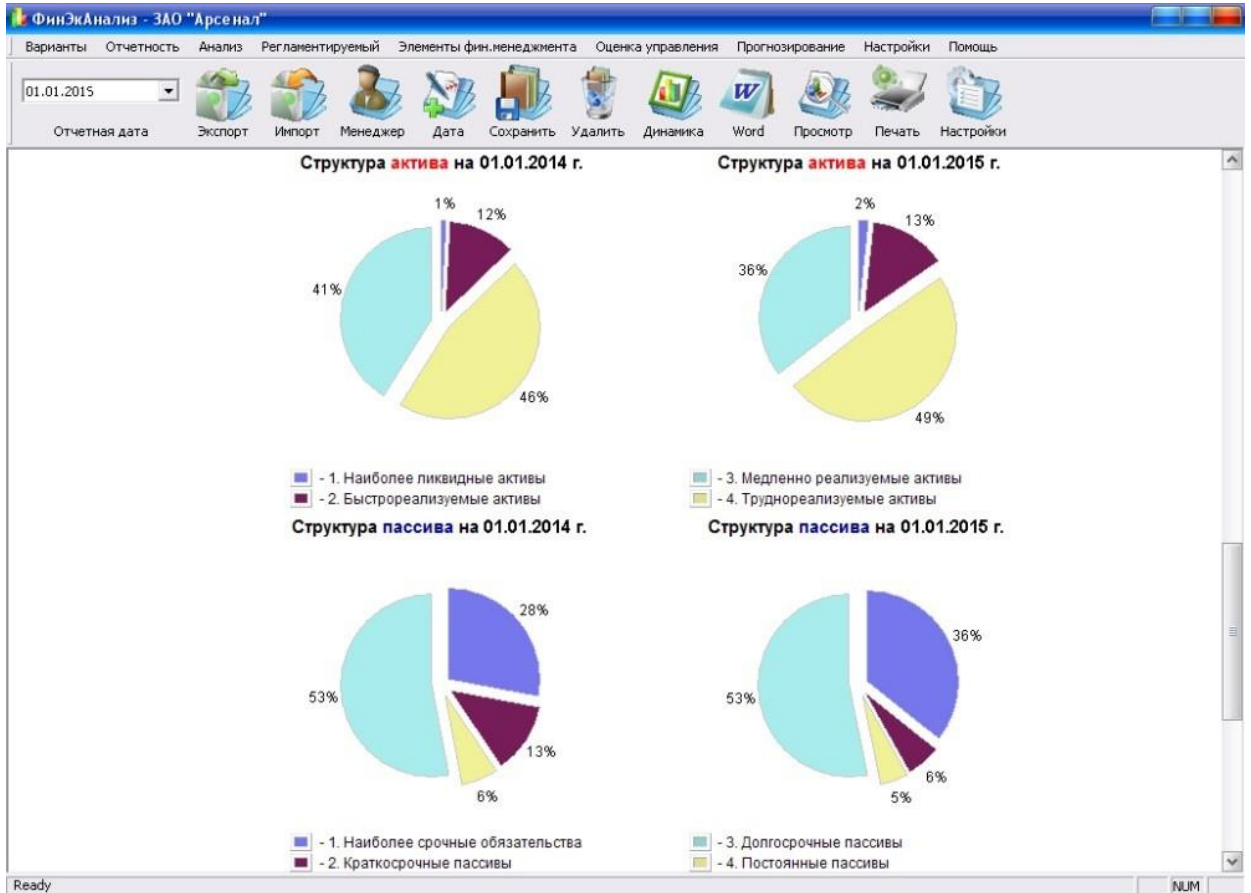 ФинЭкАнализ - ЗАО "Арсенал"
Варианты Отчетность Анализ Регламентируемый Элементы фин.менеджмента Оценка управления Прогнозирование Настройки Помощь
01.01.2015
Отчетная дата Экспорт Импорт Менеджер Дата Сохранить Удалить Динамика Word Просмотр Печать Настройки
Структура актива на 01.01.2014 г.
1%
12%
41%
46%
Структура актива на 01.01.2015 г.
2%
13%
36%
49%
- 1. Наиболее ликвидные активы
- 2. Быстрореализуемые активы
- 3. Медленно реализуемые активы
- 4. Труднореализуемые активы
Структура пассива на 01.01.2014 г.
28%
53%
13%
6%
Структура пассива на 01.01.2015 г.
36%
53%
6%
5%
- 1. Наиболее срочные обязательства
- 2. Краткосрочные пассивы
- 3. Долгосрочные пассивы
- 4. Постоянные пассивы
Ready NUM